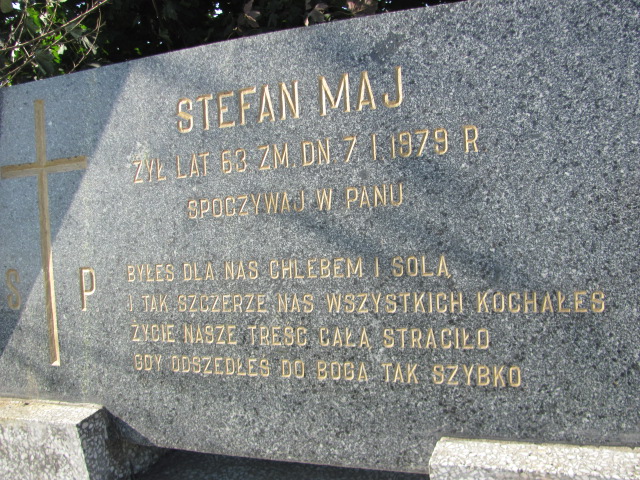 STEFAN MAJ
ŻYŁ LAT 63 ZM. DN. 7 I 1979 R
SPOCZYWAJ W PANU
S P
BYŁEŚ DLA NAS CHLEBEM I SOLĄ
I TAK SZCZERZE NAS WSZYSTKICH KOCHAŁEŚ
ŻYCIE NASZE TREŚĆ CAŁĄ STRACIŁO
GDY ODSZEDŁEŚ DO BOGA TAK SZYBKO